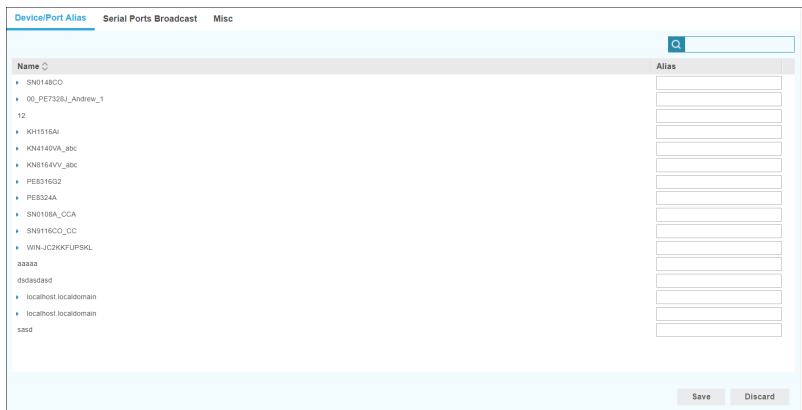 Device/Port Alias Serial Ports Broadcast Misc
Name Alias
SN0148CO
00_PE7328J_Andrew_1
12
KH1516Ai
KN4140VA_abc
KN8164VV_abc
PE8316G2
PE8324A
SN0108A_CCA
SN9116CO_CC
WIN-JC2KKFUPSKL
aaaaa
dsdasdasd
localhost.localdomain
localhost.localdomain
sasd
Save Discard